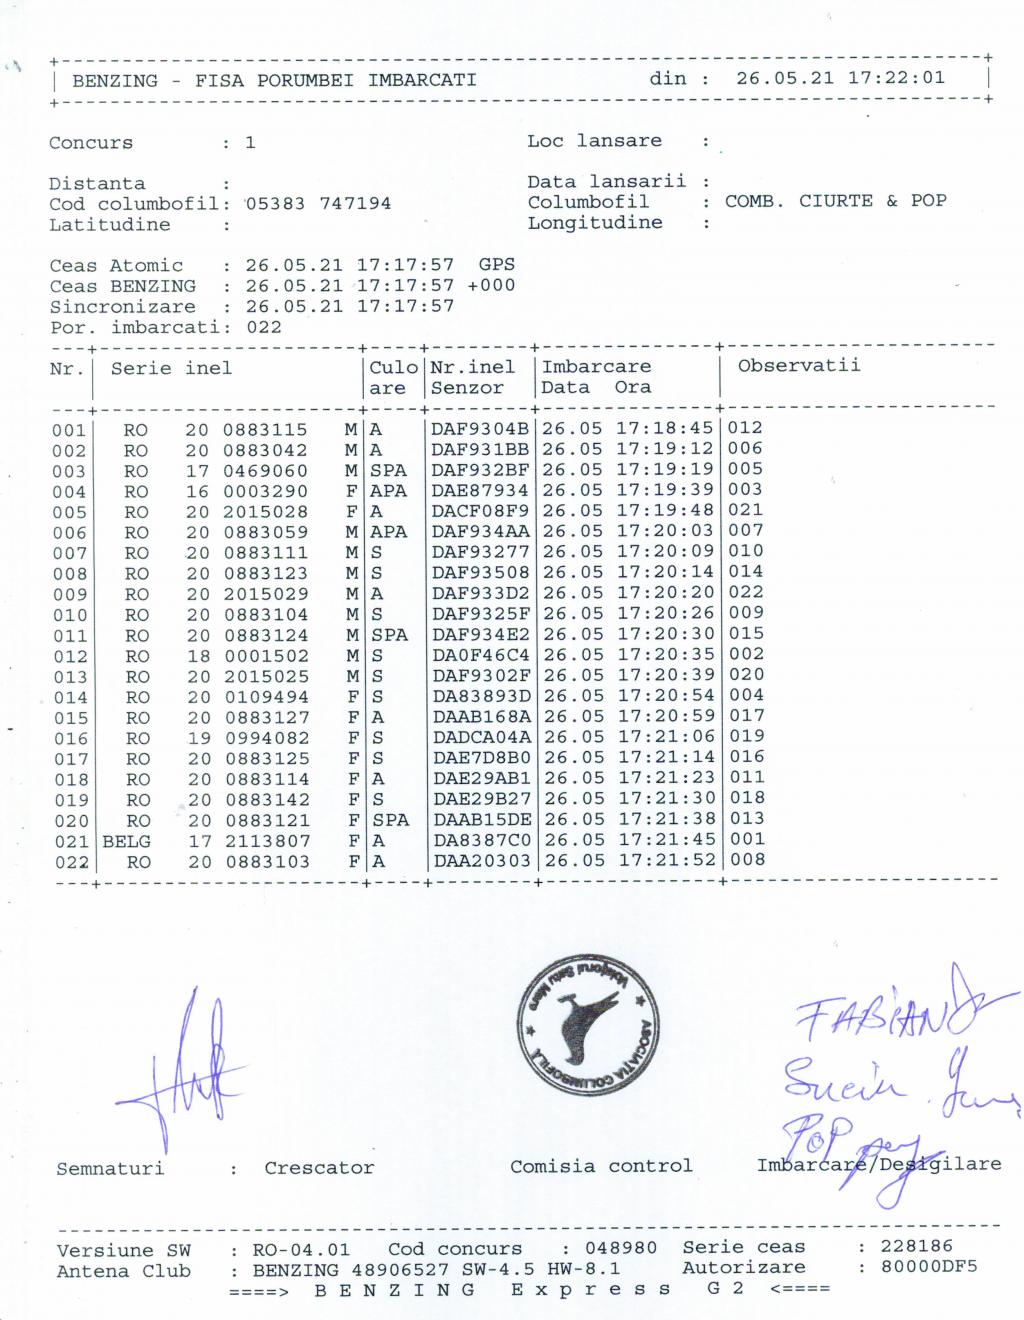 BENZING - FISA PORUMBEI IMBARCATI din : 26.05.21 17:22:01
Concurs : 1 Loc lansare :
Distanta : Data lansarii :
Cod columbofil: 05383 747194 Columbofil : COMB. CIURTE & POP
Latitudine : Longitudine :
Ceas Atomic : 26.05.21 17:17:57 GPS
Ceas BENZING : 26.05.21 17:17:57 +000
Sincronizare : 26.05.21 17:17:57
Por. imbarcati: 022
Nr. Serie inel Culo Nr.inel Imbarcare Observatii
are Senzor Data Ora
001 RO 20 0883115 M A DAF9304B 26.05 17:18:45 012
002 RO 20 0883042 M A DAF931BB 26.05 17:19:12 006
003 RO 17 0469060 M SPA DAF932BF 26.05 17:19:19 005
004 RO 16 0003290 F APA DAE87934 26.05 17:19:39 003
005 RO 20 2015028 F A DACF08F9 26.05 17:19:48 021
006 RO 20 0883059 M APA DAF934AA 26.05 17:20:03 007
007 RO 20 0883111 M S DAF93277 26.05 17:20:09 010
008 RO 20 0883123 M S DAF93508 26.05 17:20:14 014
009 RO 20 2015029 M A DAF933D2 26.05 17:20:20 022
010 RO 20 0883104 M S DAF9325F 26.05 17:20:26 009
011 RO 20 0883124 M SPA DAF934E2 26.05 17:20:30 015
012 RO 18 0001502 M S DA0F46C4 26.05 17:20:35 002
013 RO 20 2015025 M S DAF9302F 26.05 17:20:39 020
014 RO 20 0109494 F S DA83893D 26.05 17:20:54 004
015 RO 20 0883127 F A DAAB168A 26.05 17:20:59 017
016 RO 19 0994082 F S DADCA04A 26.05 17:21:06 019
017 RO 20 0883125 F S DAE7D8B0 26.05 17:21:14 016
018 RO 20 0883114 F A DAE29AB1 26.05 17:21:23 011
019 RO 20 0883142 F S DAE29B27 26.05 17:21:30 018
020 RO 20 0883121 F SPA DAAB15DE 26.05 17:21:38 013
021 BELG 17 2113807 F A DA8387C0 26.05 17:21:45 001
022 RO 20 0883103 F A DAA20303 26.05 17:21:52 008
ASOCIATIA COLUMBOFILA
Voiajorul Satu Mare
FABIAN
Suciu
POP
Semnaturi : Crescator Comisia control Imbarcare/Desigilare
Versiune SW : RO-04.01 Cod concurs : 048980 Serie ceas : 228186
Antena Club : BENZING 48906527 SW-4.5 HW-8.1 Autorizare : 80000DF5
====> BENZING Express G2 <====